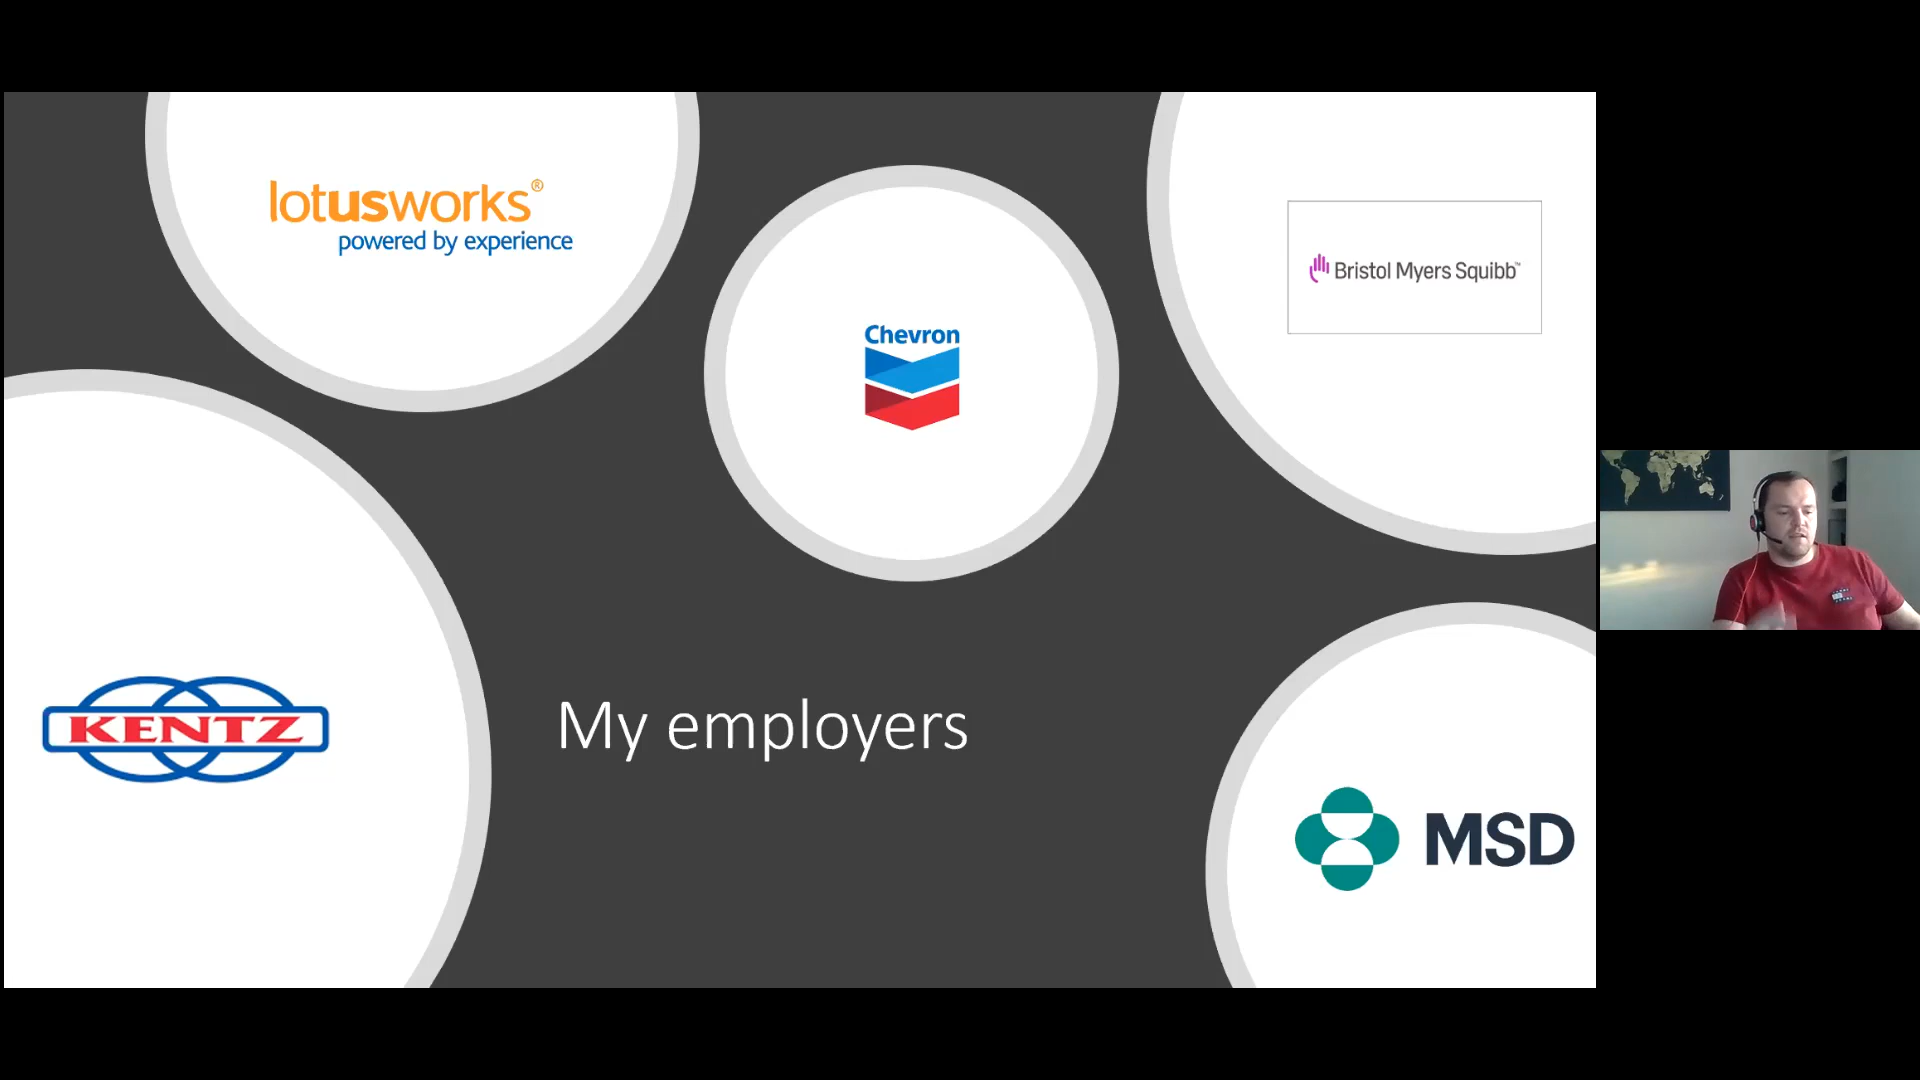 lotusworks®
powered by experience
Chevron
Bristol Myers Squibb™
KENTZ
My employers
MSD